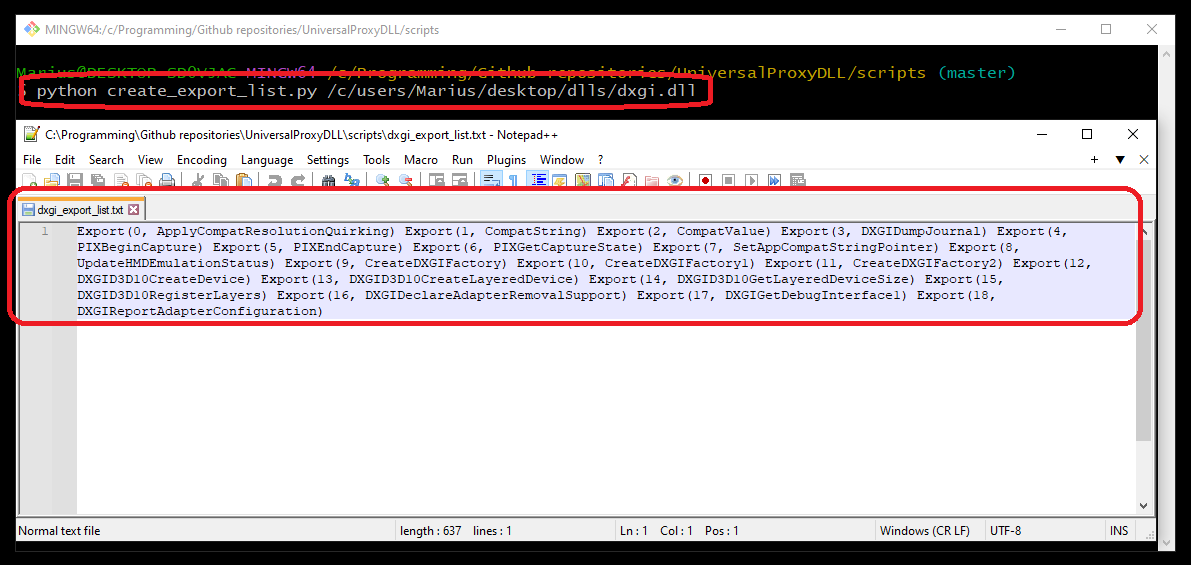 MINGW64:/c/Programming/Github repositories/UniversalProxyDLL/scripts
Marius@DESKTOP-SD0VJAC MINGW64 /c/Programming/Github repositories/UniversalProxyDLL/scripts (master)
$ python create_export_list.py /c/users/Marius/desktop/dlls/dxgi.dll
C:\Programming\Github repositories\UniversalProxyDLL\scripts\dxgi_export_list.txt - Notepad++
File Edit Search View Encoding Language Settings Tools Macro Run Plugins Window ?
dxgi_export_list.txt
1 Export(0, ApplyCompatResolutionQuirking) Export(1, CompatString) Export(2, CompatValue) Export(3, DXGIDumpJournal) Export(4,
PIXBeginCapture) Export(5, PIXEndCapture) Export(6, PIXGetCaptureState) Export(7, SetAppCompatStringPointer) Export(8,
UpdateHMDEmulationStatus) Export(9, CreateDXGIFactory) Export(10, CreateDXGIFactory1) Export(11, CreateDXGIFactory2) Export(12,
DXGID3D10CreateDevice) Export(13, DXGID3D10CreateLayeredDevice) Export(14, DXGID3D10GetLayeredDeviceSize) Export(15,
DXGID3D10RegisterLayers) Export(16, DXGIDeclareAdapterRemovalSupport) Export(17, DXGIGetDebugInterface1) Export(18,
DXGIReportAdapterConfiguration)
Normal text file length : 637 lines : 1 Ln : 1 Col : 1 Pos : 1 Windows (CR LF) UTF-8 INS